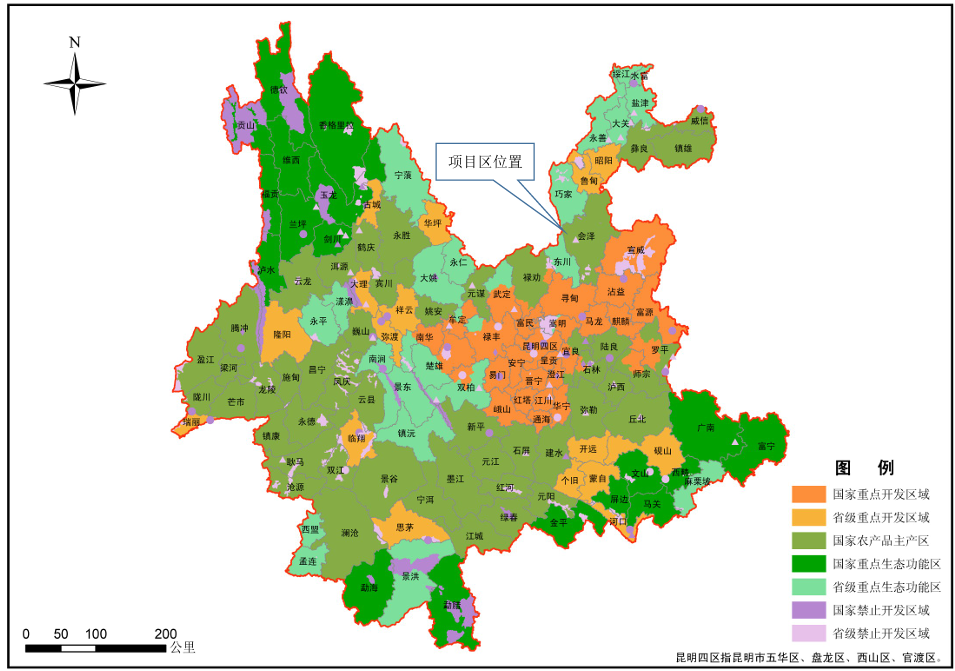 N
绥江
水富
盐津
大关
永善
威信
彝良
镇雄
昭阳
鲁甸
巧家
项目区位置
德钦
贡山
香格里拉
维西
宁蒗
福贡
玉龙
古城
兰坪
剑川
华坪
永胜
鹤庆
会泽
宣威
泸水
云龙
洱源
大理
宾川
大姚
永仁
东川
禄劝
元谋
武定
寻甸
沾益
富源
腾冲
隆阳
永平
漾濞
祥云
姚安
牟定
巍山
弥渡
南华
禄丰
富民
嵩明
马龙
麒麟
昆明四区
宜良
陆良
罗平
盈江
梁河
施甸
昌宁
南涧
楚雄
安宁
呈贡
师宗
石林
龙陵
凤庆
景东
双柏
易门
晋宁
澄江
泸西
陇川
芒市
瑞丽
永德
云县
红塔
江川
华宁
峨山
通海
弥勒
丘北
广南
富宁
镇康
临翔
镇沅
新平
石屏
建水
开远
砚山
耿马
双江
沧源
景谷
墨江
元江
红河
个旧
蒙自
文山
西畴
麻栗坡
宁洱
元阳
屏边
马关
西盟
澜沧
思茅
绿春
金平
河口
江城
孟连
勐海
景洪
勐腊
图 例
国家重点开发区域
省级重点开发区域
国家农产品主产区
国家重点生态功能区
省级重点生态功能区
国家禁止开发区域
省级禁止开发区域
0 50 100 200
公里
昆明四区指昆明市五华区、盘龙区、西山区、官渡区。